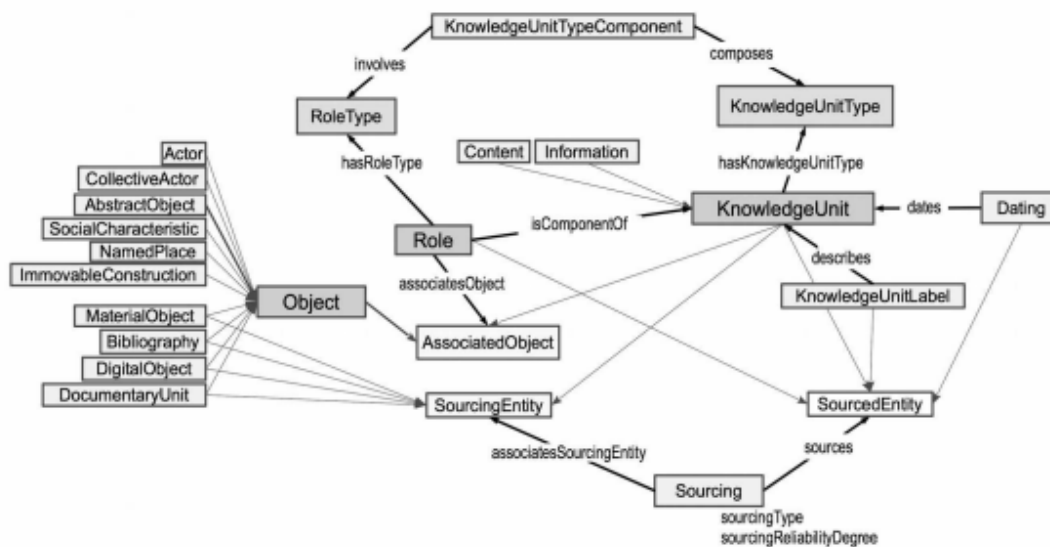 KnowledgeUnitTypeComponent
involves
composes
RoleType
KnowledgeUnitType
Actor
hasRoleType
Content
Information
hasKnowledgeUnitType
CollectiveActor
AbstractObject
KnowledgeUnit
dates
Dating
SocialCharacteristic
isComponentOf
NamedPlace
Role
describes
ImmovableConstruction
associatesObject
KnowledgeUnitLabel
Object
MaterialObject
Bibliography
AssociatedObject
DigitalObject
DocumentaryUnit
SourcingEntity
SourcedEntity
associatesSourcingEntity
sources
Sourcing
sourcingType
sourcingReliabilityDegree